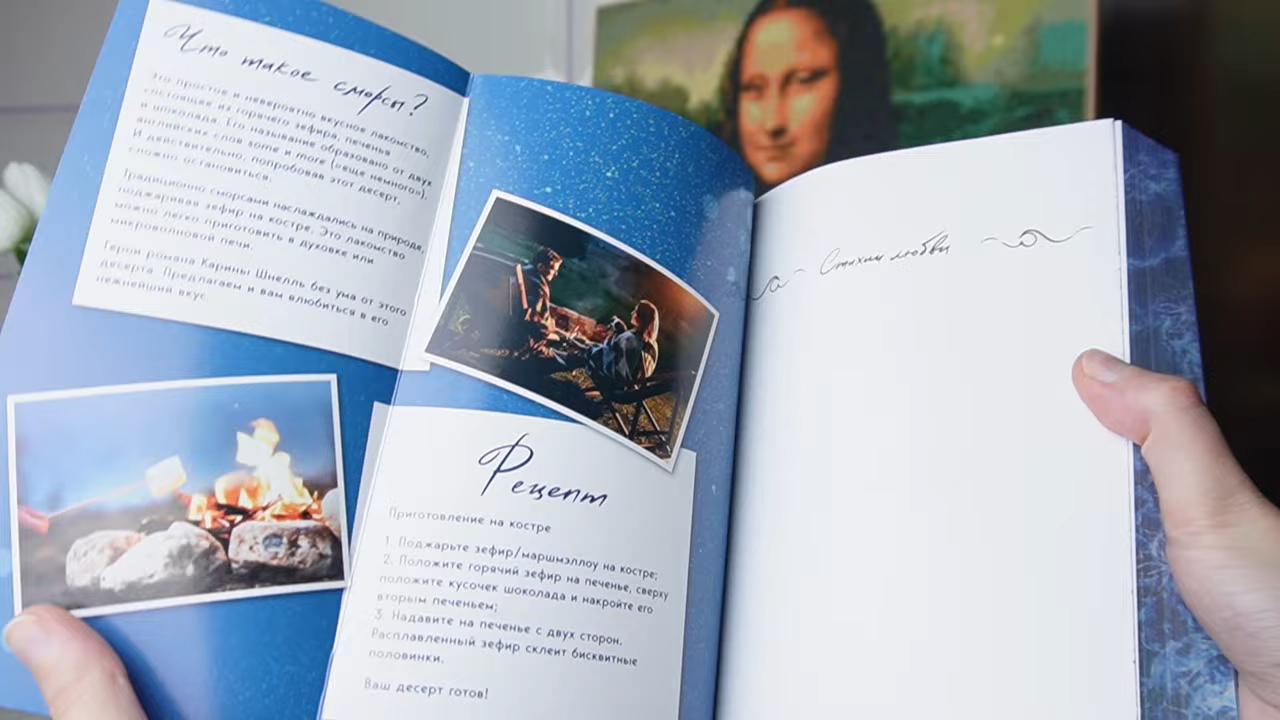 Что такое сморсы?
Это простое и невероятно вкусное лакомство,
состоящее из горячего зефира, печенья
и шоколада. Его название образовано от двух
английских слов some и more («еще немного»).
И действительно, попробовав этот десерт,
сложно остановиться.
Традиционно сморсами наслаждались на природе,
поджаривая зефир на костре. Это лакомство
можно легко приготовить в духовке или
микроволновой печи.
Герои романа Карины Шнелль без ума от этого
десерта. Предлагаем и вам влюбиться в его
нежнейший вкус
Рецепт
Приготовление на костре
1. Поджарьте зефир/маршмэллоу на костре;
2. Положите горячий зефир на печенье, сверху
положите кусочек шоколада и накройте его
вторым печеньем;
3. Надавите на печенье с двух сторон.
Расплавленный зефир склеит бисквитные
половинки.
Ваш десерт готов!
Стихии любви